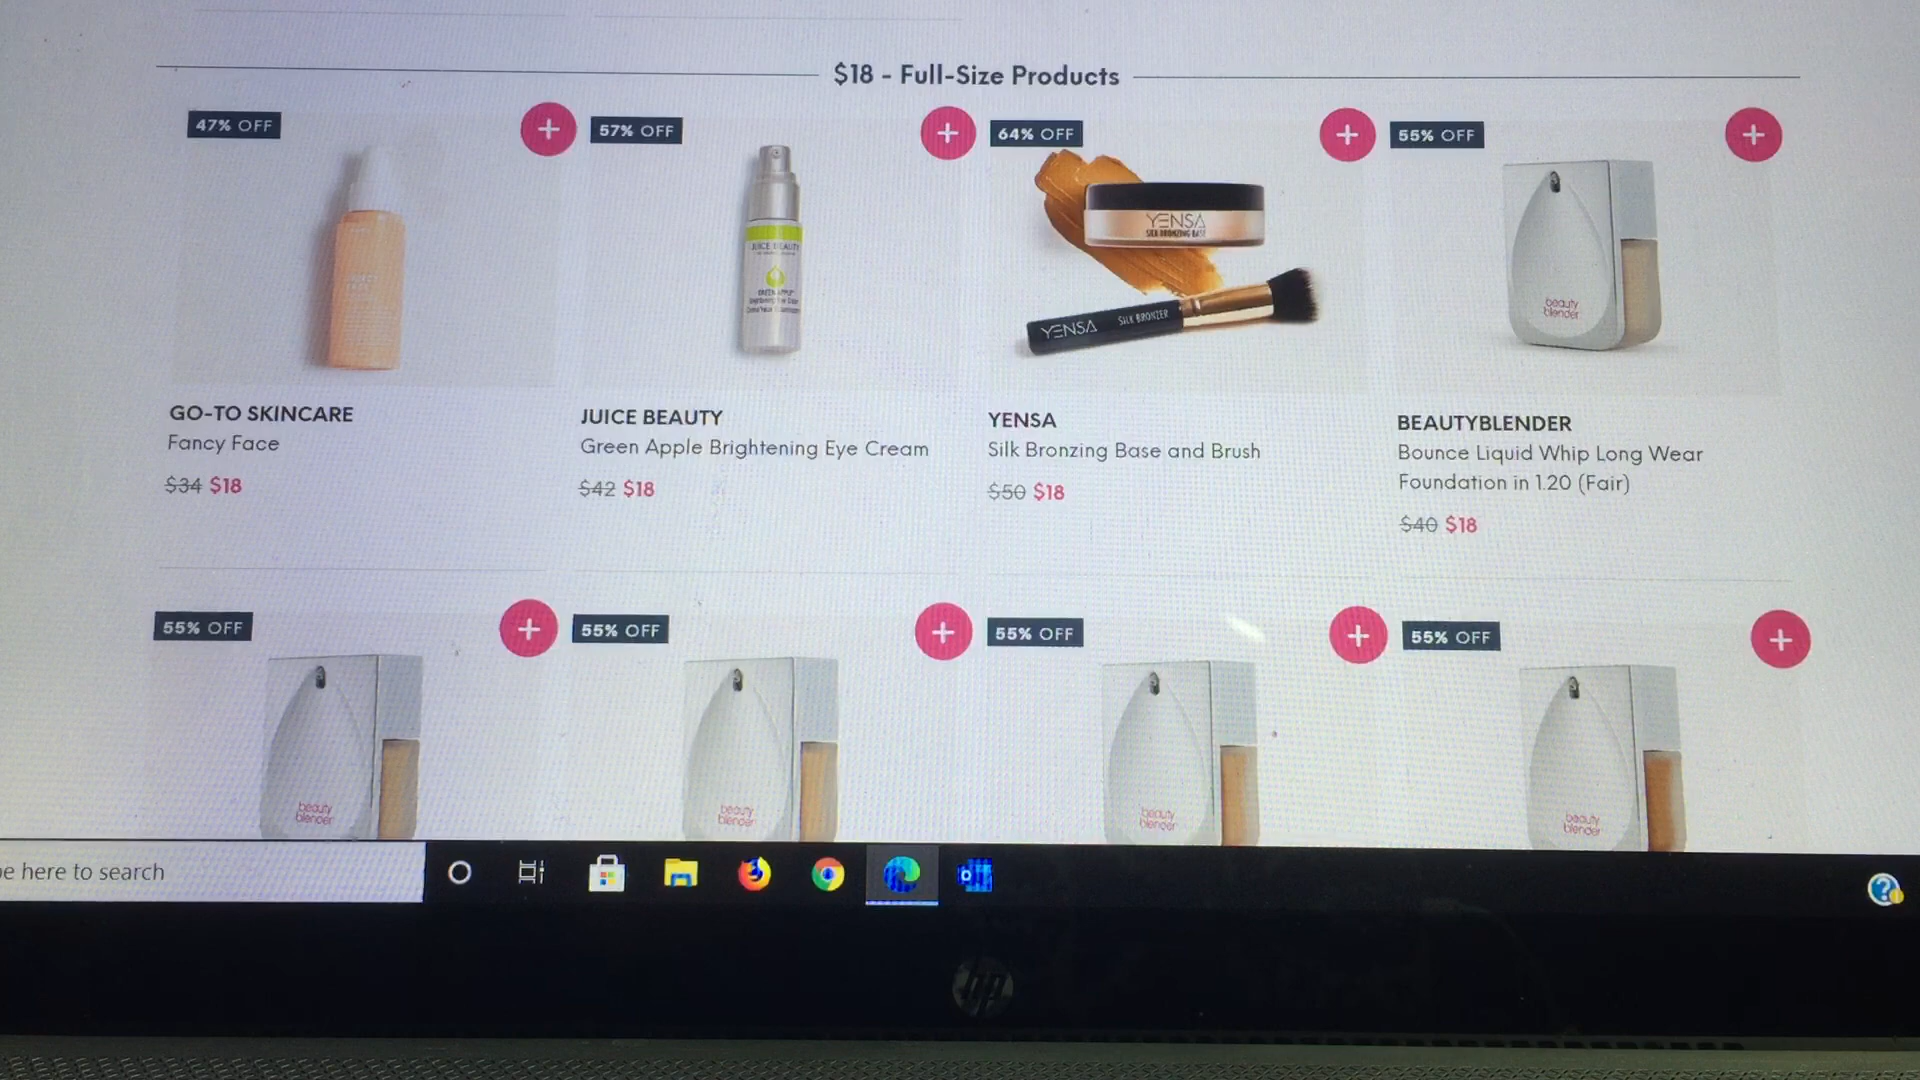 $18 - Full-Size Products
47% OFF
57% OFF
64% OFF
55% OFF
JUICE BEAUTY
YENSA
SILK BRONZING BASE
YENSA SILK BRONZER
beauty
blender
GO-TO SKINCARE
Fancy Face
$34 $18
JUICE BEAUTY
Green Apple Brightening Eye Cream
$42 $18
YENSA
Silk Bronzing Base and Brush
$50 $18
BEAUTYBLENDER
Bounce Liquid Whip Long Wear
Foundation in 1.20 (Fair)
$40 $18
55% OFF
55% OFF
55% OFF
55% OFF
beauty
blender
beauty
blender
beauty
blender
beauty
blender
e here to search
hp